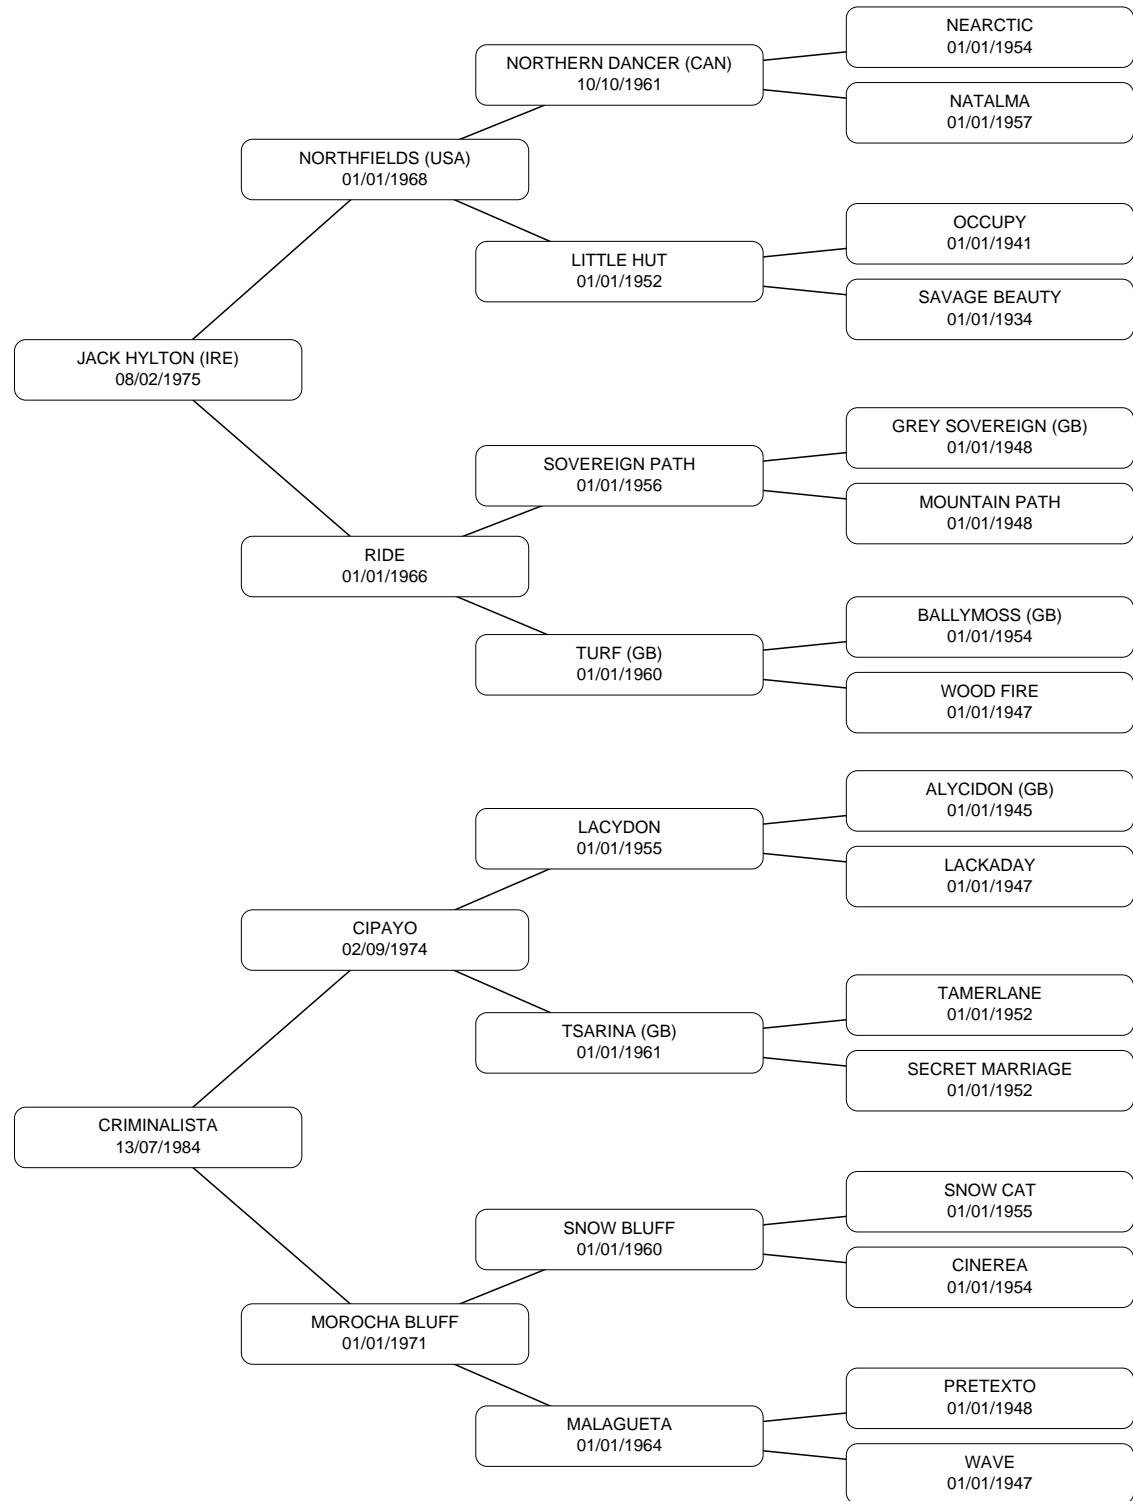 NEARCTIC
01/01/1954
NORTHERN DANCER (CAN)
10/10/1961
NATALMA
01/01/1957
NORTHFIELDS (USA)
01/01/1968
OCCUPY
01/01/1941
LITTLE HUT
01/01/1952
SAVAGE BEAUTY
01/01/1934
JACK HYLTON (IRE)
08/02/1975
GREY SOVEREIGN (GB)
01/01/1948
SOVEREIGN PATH
01/01/1956
MOUNTAIN PATH
01/01/1948
RIDE
01/01/1966
BALLYMOSS (GB)
01/01/1954
TURF (GB)
01/01/1960
WOOD FIRE
01/01/1947
ALYCIDON (GB)
01/01/1945
LACYDON
01/01/1955
LACKADAY
01/01/1947
CIPAYO
02/09/1974
TAMERLANE
01/01/1952
TSARINA (GB)
01/01/1961
SECRET MARRIAGE
01/01/1952
CRIMINALISTA
13/07/1984
SNOW CAT
01/01/1955
SNOW BLUFF
01/01/1960
CINEREA
01/01/1954
MOROCHA BLUFF
01/01/1971
PRETEXTO
01/01/1948
MALAGUETA
01/01/1964
WAVE
01/01/1947